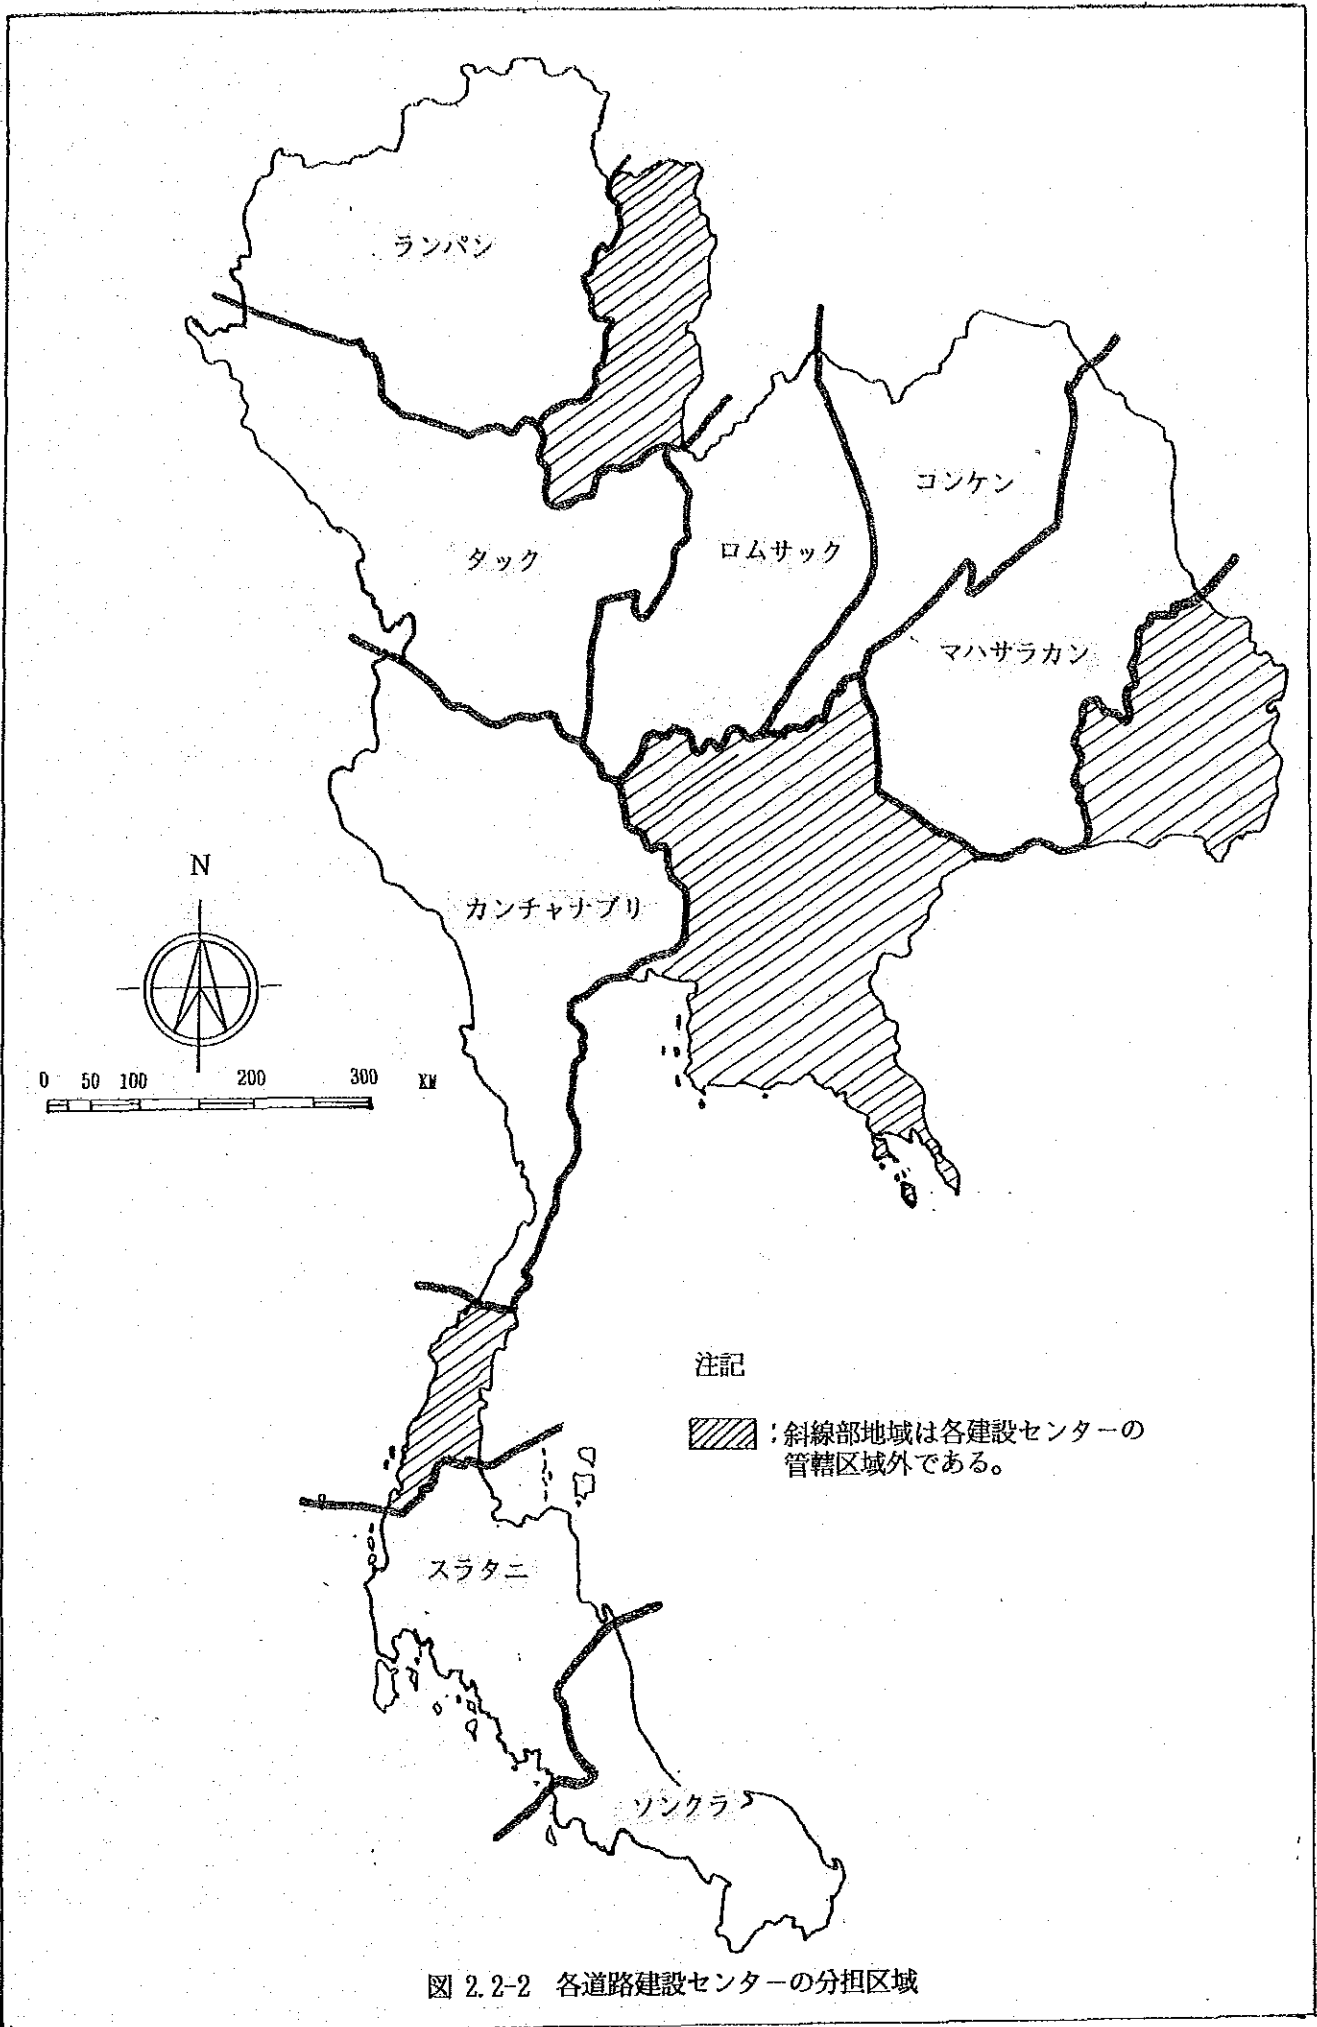 ランパン
コンケン
タック
ロムサック
マハサラカン
N
カンチャナブリ
0 50 100 200 300 KM
注記
:斜線部地域は各建設センターの
管轄区域外である。
スラタニ
ソンクラ
図 2.2-2 各道路建設センターの分担区域